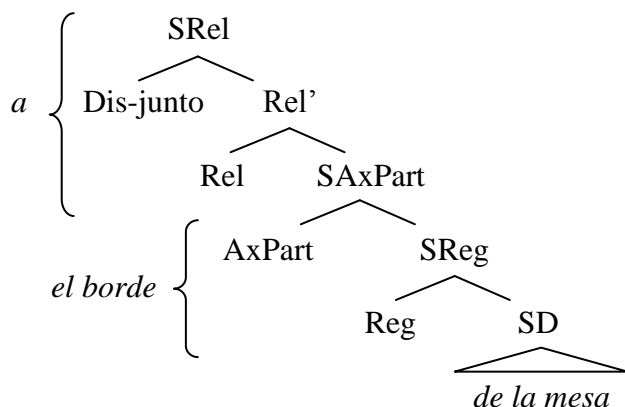 SRel
a Dis-junto Rel’
Rel SAxPart
AxPart SReg
el borde
Reg SD
de la mesa